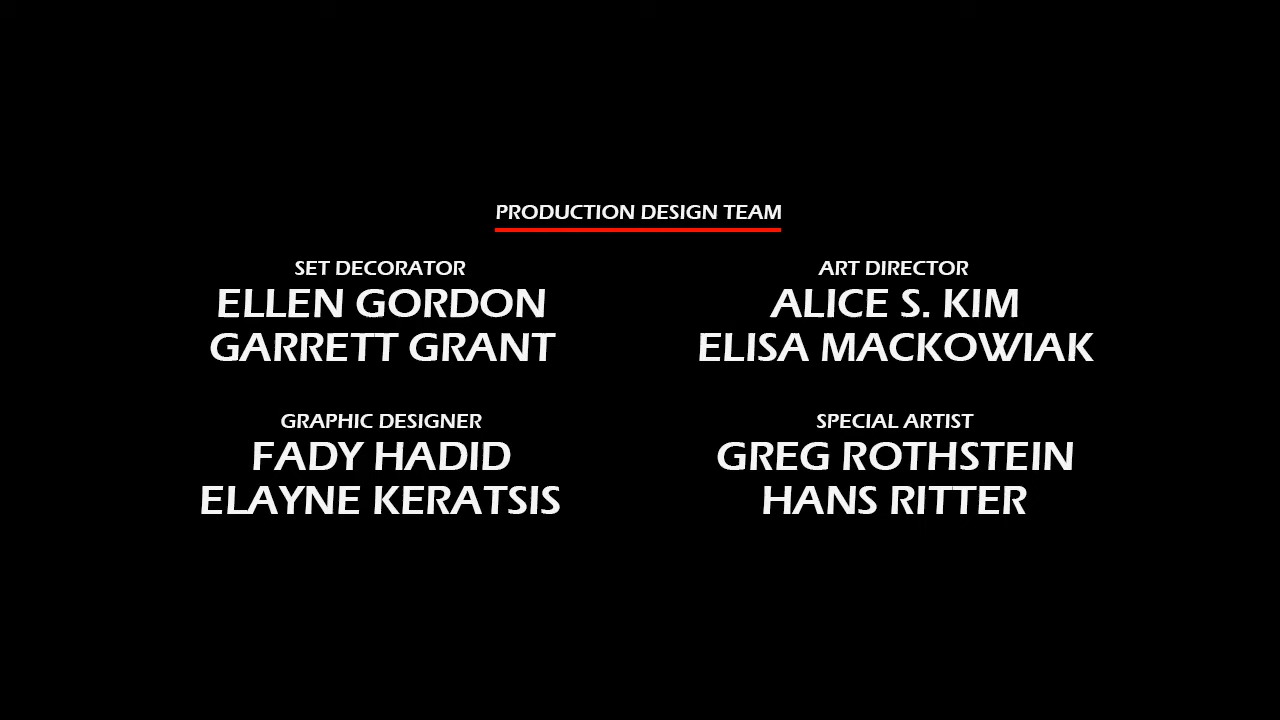 PRODUCTION DESIGN TEAM
SET DECORATOR
ELLEN GORDON
GARRETT GRANT
ART DIRECTOR
ALICE S. KIM
ELISA MACKOWIAK
GRAPHIC DESIGNER
FADY HADID
ELAYNE KERATSIS
SPECIAL ARTIST
GREG ROTHSTEIN
HANS RITTER